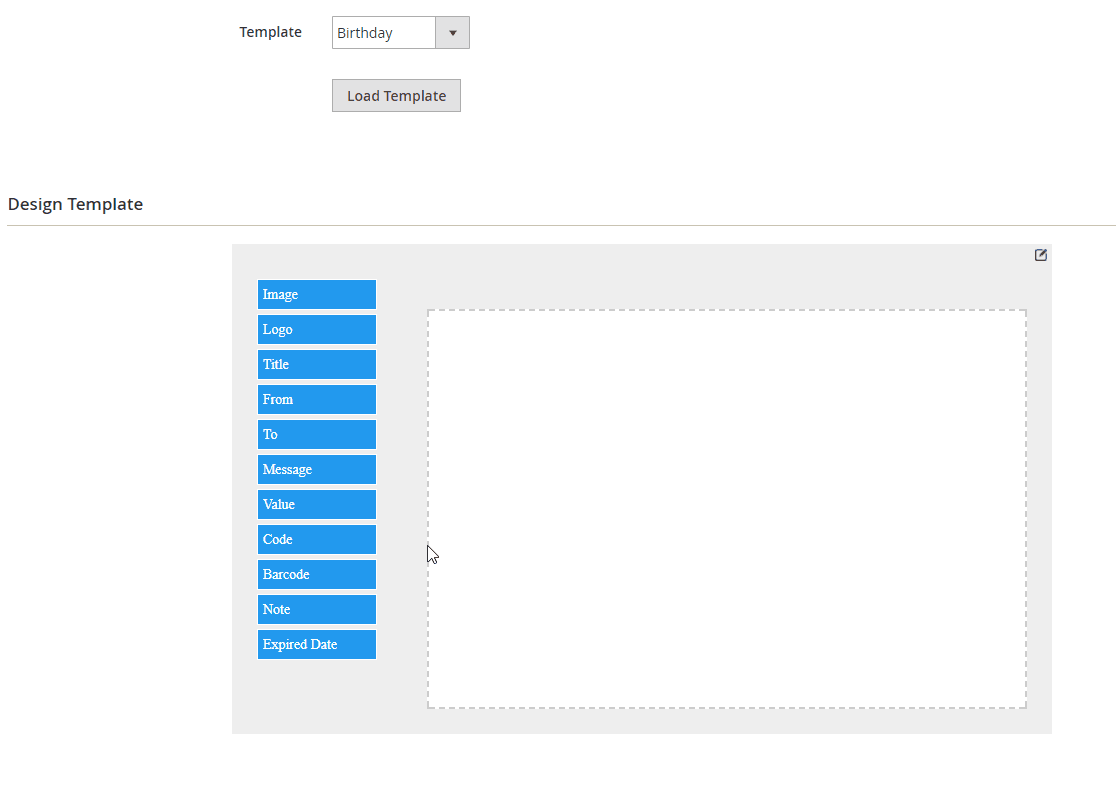 Template
Birthday
Load Template
Design Template
Image
Logo
Title
From
To
Message
Value
Code
Barcode
Note
Expired Date